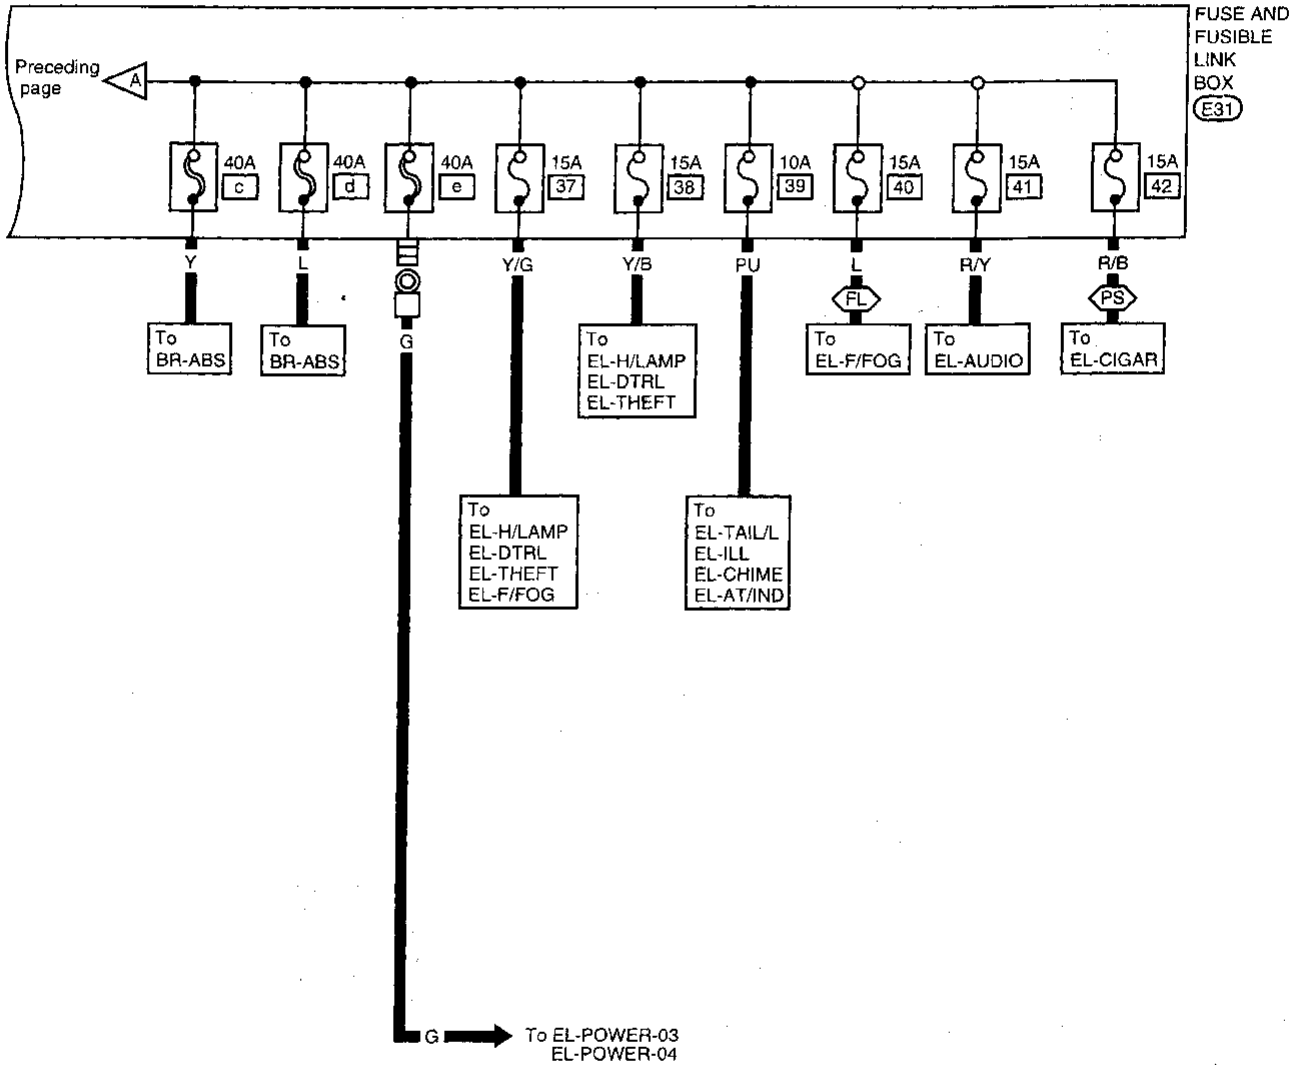 FUSE AND
FUSIBLE
LINK
BOX
E31
Preceding
page
A
40A
c
40A
d
40A
e
15A
37
15A
38
10A
39
15A
40
15A
41
15A
42
Y
L
Y/G
Y/B
PU
L
R/Y
R/B
FL
PS
G
To
BR-ABS
To
BR-ABS
To
EL-H/LAMP
EL-DTRL
EL-THEFT
To
EL-F/FOG
To
EL-AUDIO
To
EL-CIGAR
To
EL-H/LAMP
EL-DTRL
EL-THEFT
EL-F/FOG
To
EL-TAIL/L
EL-ILL
EL-CHIME
EL-AT/IND
G
To EL-POWER-03
EL-POWER-04